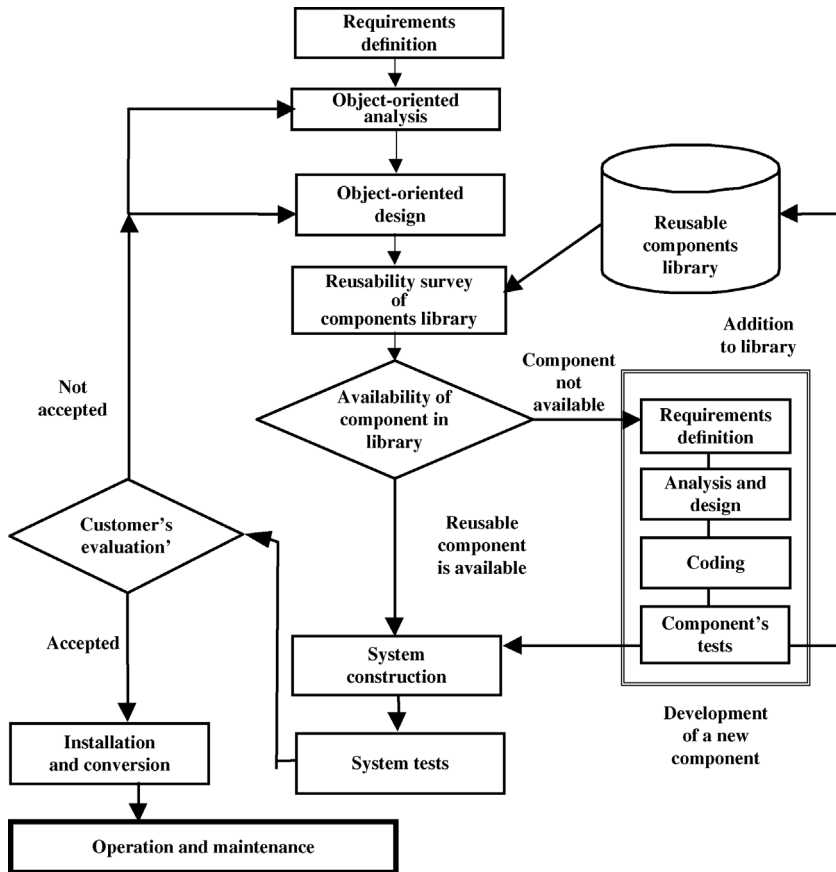 Requirements
definition
Object-oriented
analysis
Object-oriented
design
Reusable
components
library
Reusability survey
of
components library
Addition
to library
Component
not
available
Availability of
component in
library
Not
accepted
Requirements
definition
Analysis and
design
Customer's
evaluation'
Reusable
component
is available
Coding
Component's
tests
Accepted
System
construction
Development
of a new
component
Installation
and conversion
System tests
Operation and maintenance